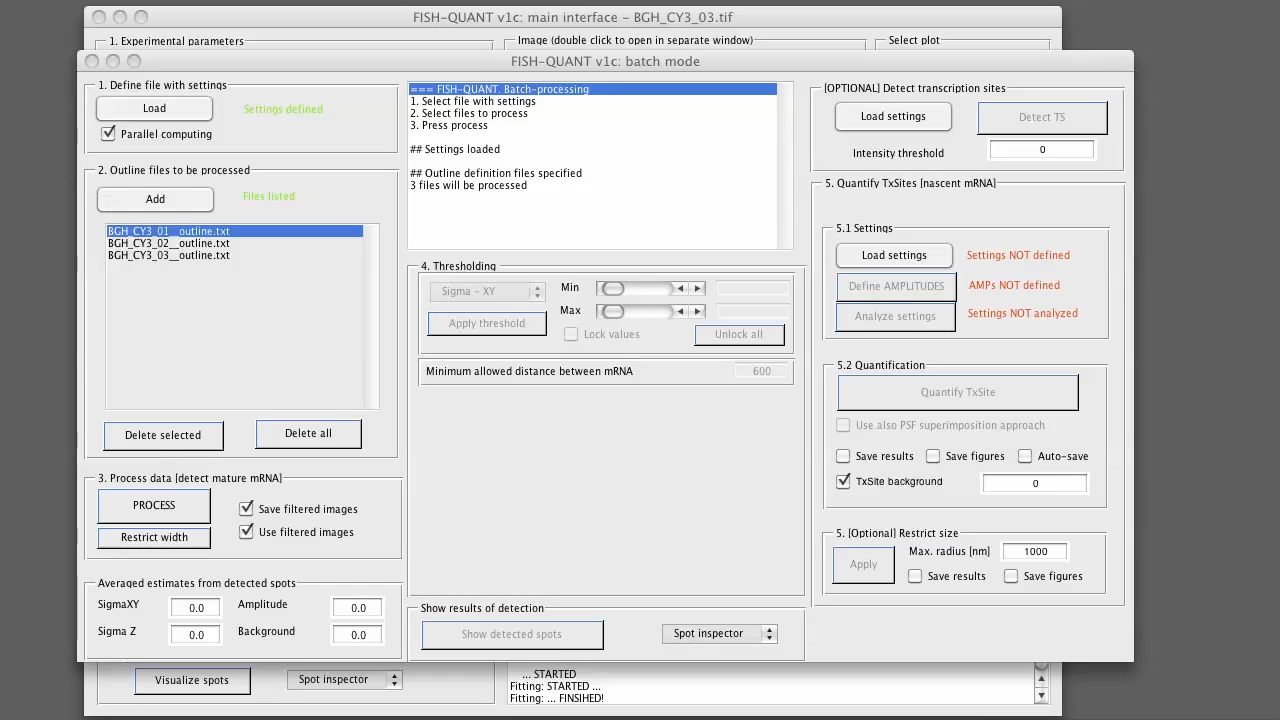 FISH-QUANT v1c: main interface - BGH_CY3_03.tif
1. Experimental parameters
Image (double click to open in separate window)
Select plot
FISH-QUANT v1c: batch mode
1. Define file with settings
Load
Settings defined
Parallel computing
2. Outline files to be processed
Add
Files listed
BGH_CY3_01__outline.txt
BGH_CY3_02__outline.txt
BGH_CY3_03__outline.txt
Delete selected
Delete all
3. Process data [detect mature mRNA]
PROCESS
Save filtered images
Restrict width
Use filtered images
Averaged estimates from detected spots
SigmaXY
0.0
Amplitude
0.0
Sigma Z
0.0
Background
0.0
=== FISH-QUANT. Batch-processing
1. Select file with settings
2. Select files to process
3. Press process
## Settings loaded
## Outline definition files specified
3 files will be processed
4. Thresholding
Sigma - XY
Min
Max
Apply threshold
Lock values
Unlock all
Minimum allowed distance between mRNA
600
Show results of detection
Show detected spots
Spot inspector
[OPTIONAL] Detect transcription sites
Load settings
Detect TS
Intensity threshold
0
5. Quantify TxSites [nascent mRNA]
5.1 Settings
Load settings
Settings NOT defined
Define AMPLITUDES
AMPs NOT defined
Analyze settings
Settings NOT analyzed
5.2 Quantification
Quantify TxSite
Use also PSF superimposition approach
Save results
Save figures
Auto-save
TxSite background
0
5. [Optional] Restrict size
Apply
Max. radius [nm]
1000
Save results
Save figures
Visualize spots
Spot inspector
... STARTED
Fitting: STARTED ...
Fitting: ... FINSIHED!